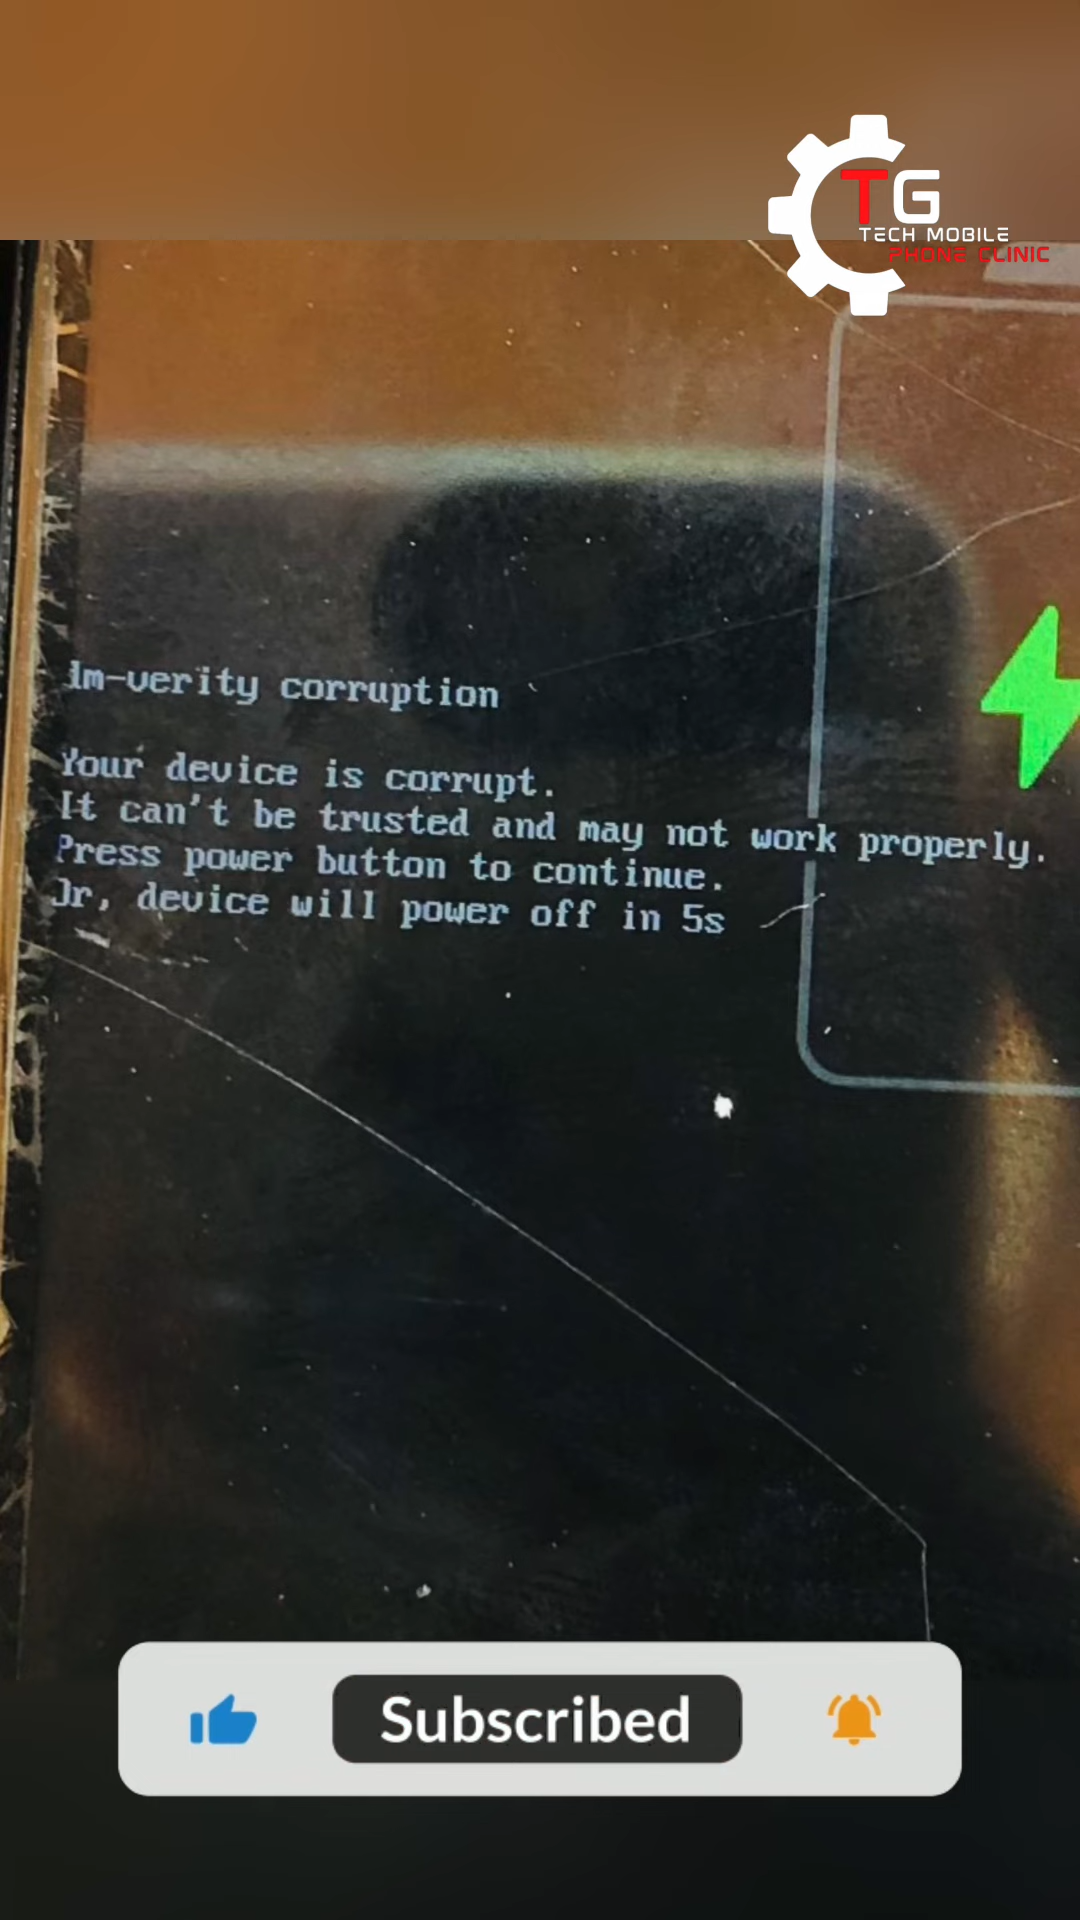 TG
TECH MOBILE
PHONE CLINIC
dm-verity corruption
Your device is corrupt.
It can't be trusted and may not work properly.
Press power button to continue.
Or, device will power off in 5s
Subscribed